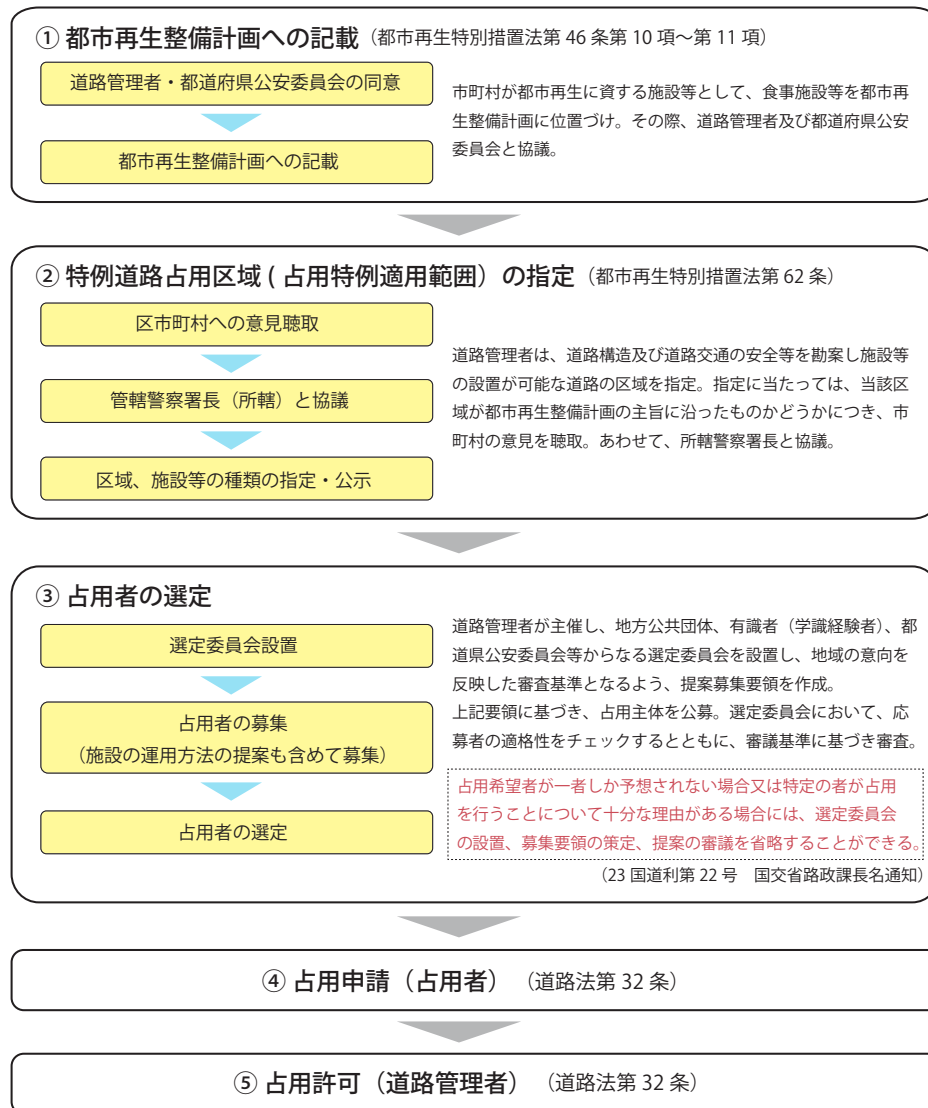 ① 都市再生整備計画への記載（都市再生特別措置法第 46 条第 10 項～第 11 項）
道路管理者・都道府県公安委員会の同意
都市再生整備計画への記載
市町村が都市再生に資する施設等として、食事施設等を都市再
生整備計画に位置づけ。その際、道路管理者及び都道府県公安
委員会と協議。
② 特例道路占用区域 ( 占用特例適用範囲）の指定（都市再生特別措置法第 62 条）
区市町村への意見聴取
管轄警察署長（所轄）と協議
区域、施設等の種類の指定・公示
道路管理者は、道路構造及び道路交通の安全等を勘案し施設等
の設置が可能な道路の区域を指定。指定に当たっては、当該区
域が都市再生整備計画の主旨に沿ったものかどうかにつき、市
町村の意見を聴取。あわせて、所轄警察署長と協議。
③ 占用者の選定
選定委員会設置
占用者の募集
（施設の運用方法の提案も含めて募集）
占用者の選定
道路管理者が主催し、地方公共団体、有識者（学識経験者）、都
道県公安委員会等からなる選定委員会を設置し、地域の意向を
反映した審査基準となるよう、提案募集要領を作成。
上記要領に基づき、占用主体を公募。選定委員会において、応
募者の適格性をチェックするとともに、審議基準に基づき審査。
占用希望者が一者しか予想されない場合又は特定の者が占用
を行うことについて十分な理由がある場合には、選定委員会
の設置、募集要領の策定、提案の審議を省略することができる。
（23 国道利第 22 号　国交省路政課長名通知）
④ 占用申請（占用者）（道路法第 32 条）
⑤ 占用許可（道路管理者）（道路法第 32 条）